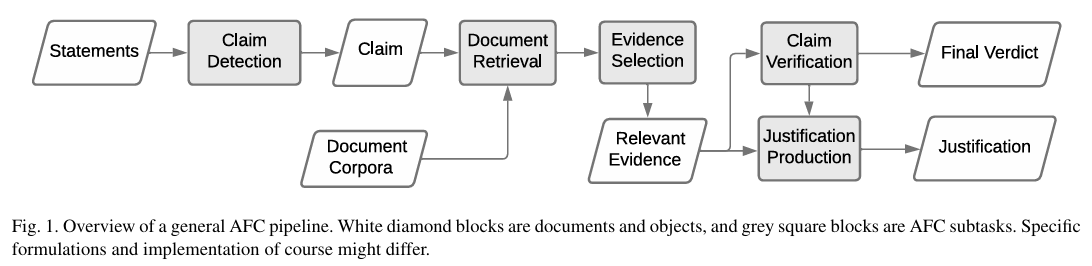 Statements
Claim
Detection
Claim
Document
Retrieval
Evidence
Selection
Claim
Verification
Final Verdict
Document
Corpora
Relevant
Evidence
Justification
Production
Justification
Fig. 1. Overview of a general AFC pipeline. White diamond blocks are documents and objects, and grey square blocks are AFC subtasks. Specific
formulations and implementation of course might differ.